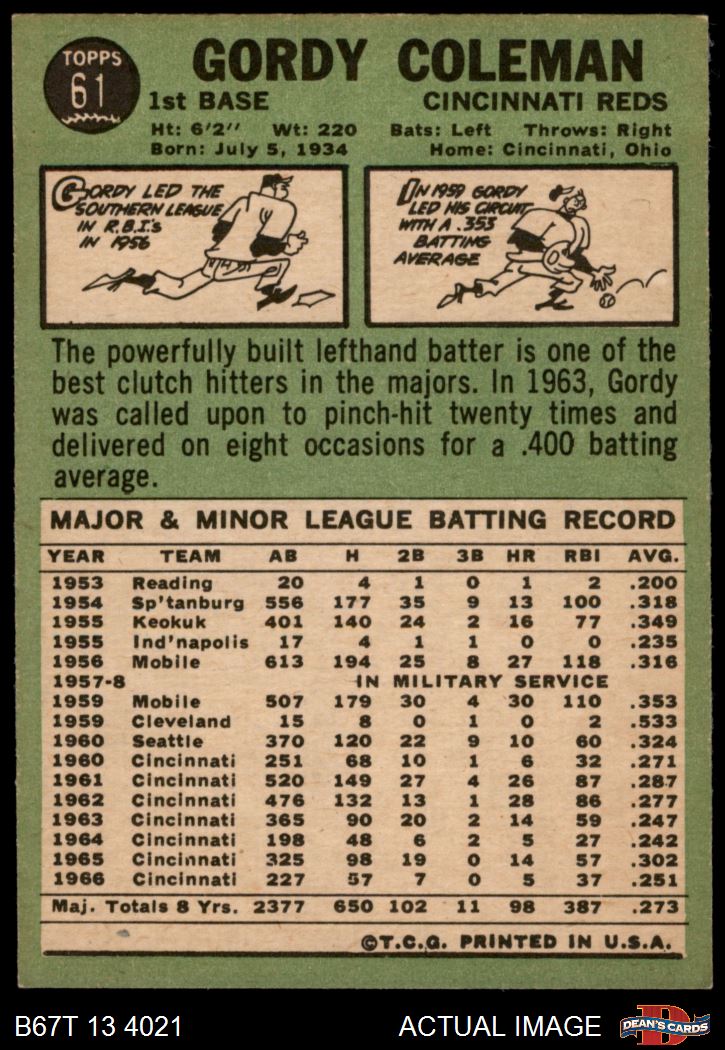 TOPPS
61
GORDY COLEMAN
1st BASE CINCINNATI REDS
Ht: 6'2" Wt: 220 Bats: Left Throws: Right
Born: July 5, 1934 Home: Cincinnati, Ohio
GORDY LED THE
SOUTHERN LEAGUE
IN R.B.I.'s
IN 1956
IN 1959 GORDY
LED HIS CIRCUIT
WITH A .353
BATTING
AVERAGE
The powerfully built lefthand batter is one of the
best clutch hitters in the majors. In 1963, Gordy
was called upon to pinch-hit twenty times and
delivered on eight occasions for a .400 batting
average.
MAJOR & MINOR LEAGUE BATTING RECORD
YEAR TEAM AB H 2B 3B HR RBI AVG.
1953 Reading 20 4 1 0 1 2 .200
1954 Sp'tanburg 556 177 35 9 13 100 .318
1955 Keokuk 401 140 24 2 16 77 .349
1955 Ind'napolis 17 4 1 1 0 0 .235
1956 Mobile 613 194 25 8 27 118 .316
1957-8 IN MILITARY SERVICE
1959 Mobile 507 179 30 4 30 110 .353
1959 Cleveland 15 8 0 1 0 2 .533
1960 Seattle 370 120 22 9 10 60 .324
1960 Cincinnati 251 68 10 1 6 32 .271
1961 Cincinnati 520 149 27 4 26 87 .287
1962 Cincinnati 476 132 13 1 28 86 .277
1963 Cincinnati 365 90 20 2 14 59 .247
1964 Cincinnati 198 48 6 2 5 27 .242
1965 Cincinnati 325 98 19 0 14 57 .302
1966 Cincinnati 227 57 7 0 5 37 .251
Maj. Totals 8 Yrs. 2377 650 102 11 98 387 .273
©T.C.G. PRINTED IN U.S.A.
B67T 13 4021 ACTUAL IMAGE DEAN'S CARDS